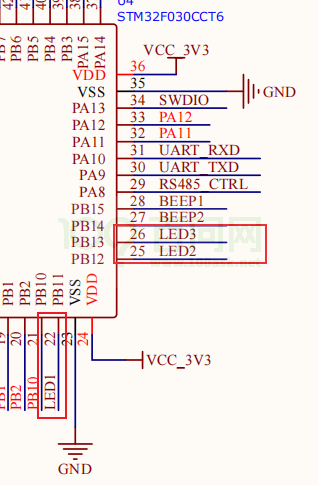 U4
STM32F030CCT6
PB7
PB6
PB5
PB4
PB3
PA15
PA14
VDD 36 VCC_3V3
VSS 35 GND
PA13 34 SWDIO
PA12 33 PA12
PA11 32 PA11
PA10 31 UART_RXD
PA9 30 UART_TXD
PA8 29 RS485_CTRL
PB15 28 BEEP1
PB14 27 BEEP2
PB13 26 LED3
PB12 25 LED2
PB1
PB2
PB10
PB11
VSS
VDD
19
20
21
22
23
24
VCC_3V3
PB1
PB2
PB10
LED1
GND